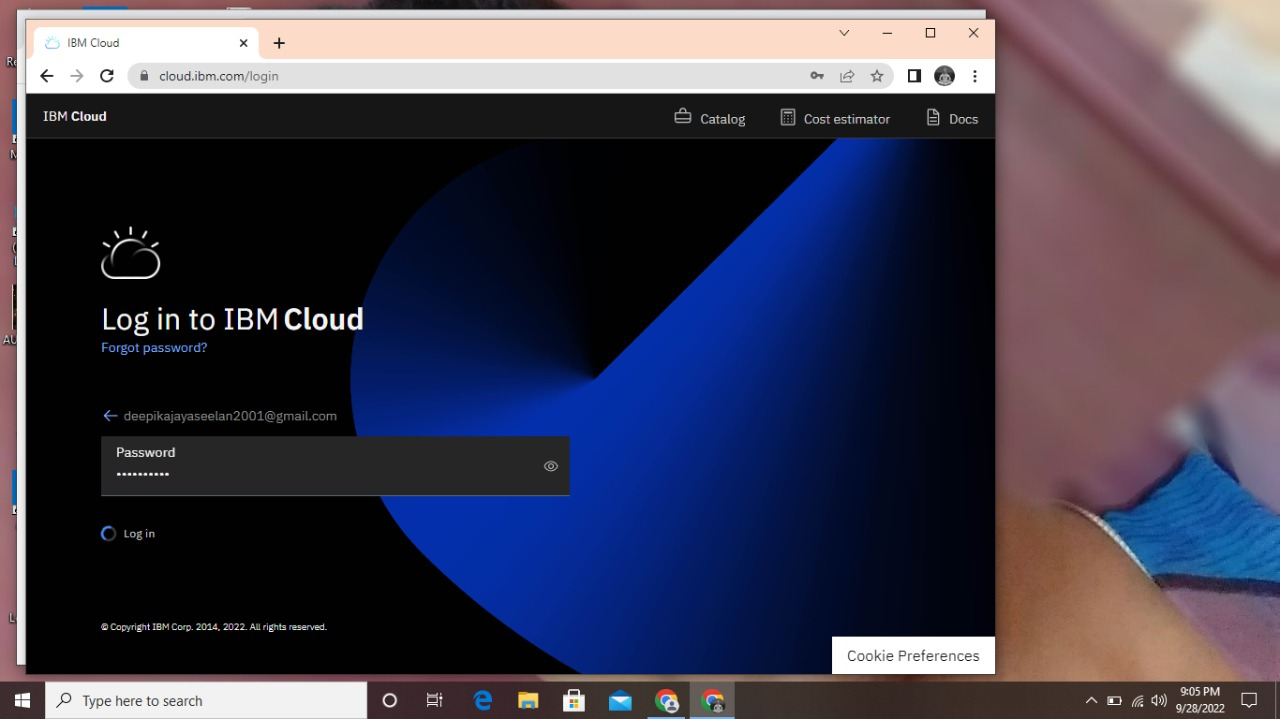 IBM Cloud
cloud.ibm.com/login
IBM Cloud
Catalog
Cost estimator
Docs
Log in to IBM Cloud
Forgot password?
deepikajayaseelan2001@gmail.com
Password
Log in
© Copyright IBM Corp. 2014, 2022. All rights reserved.
Cookie Preferences
Type here to search
9:05 PM
9/28/2022